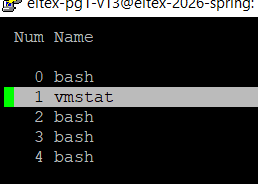 eltex-pg1-v13@eltex-2026-spring:
Num Name
0 bash
1 vmstat
2 bash
3 bash
4 bash